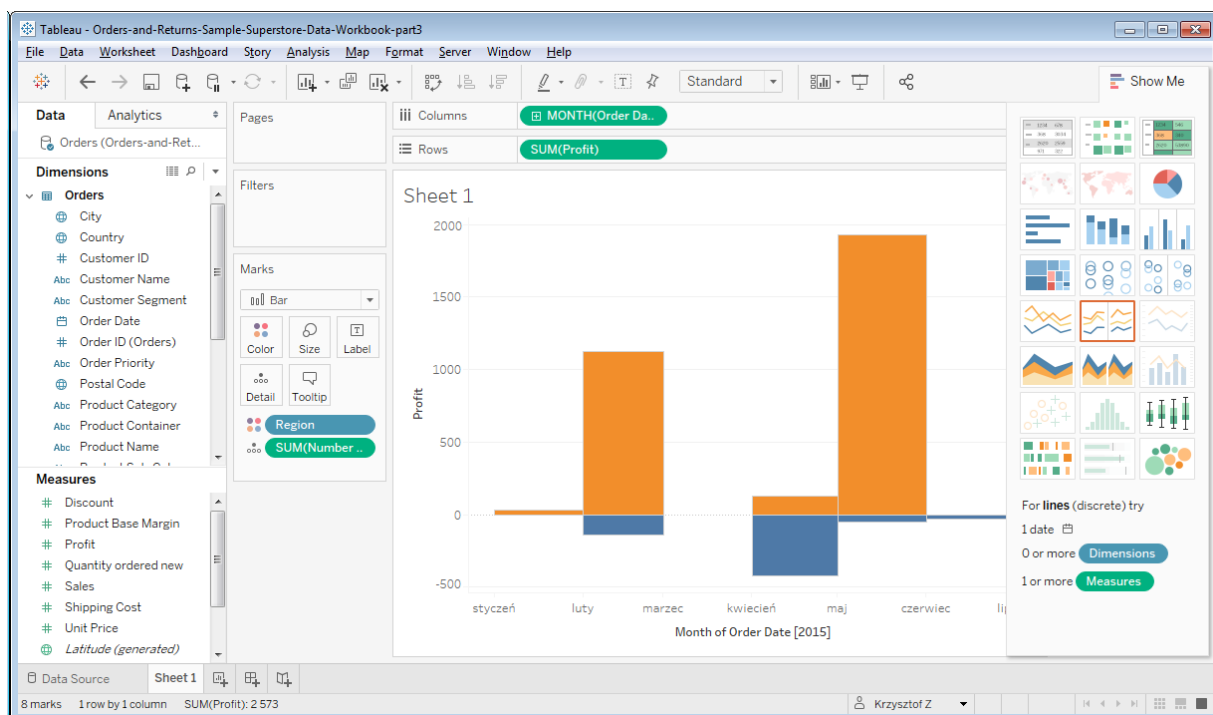 Tableau - Orders-and-Returns-Sample-Superstore-Data-Workbook-part3
File Data Worksheet Dashboard Story Analysis Map Format Server Window Help
Standard
Show Me
Data Analytics
Orders (Orders-and-Ret...
Dimensions
Orders
City
Country
Customer ID
Abc Customer Name
Abc Customer Segment
Order Date
Order ID (Orders)
Abc Order Priority
Postal Code
Abc Product Category
Abc Product Container
Abc Product Name
Measures
Discount
Product Base Margin
Profit
Quantity ordered new
Sales
Shipping Cost
Unit Price
Latitude (generated)
Pages
Filters
Marks
Bar
Color Size Label
Detail Tooltip
Region
SUM(Number ..
Columns MONTH(Order Da..
Rows SUM(Profit)
Sheet 1
2000
1500
1000
500
0
-500
Profit
styczeń luty marzec kwiecień maj czerwiec
Month of Order Date [2015]
For lines (discrete) try
1 date
0 or more Dimensions
1 or more Measures
Data Source Sheet 1
8 marks 1 row by 1 column SUM(Profit): 2 573
Krzysztof Z